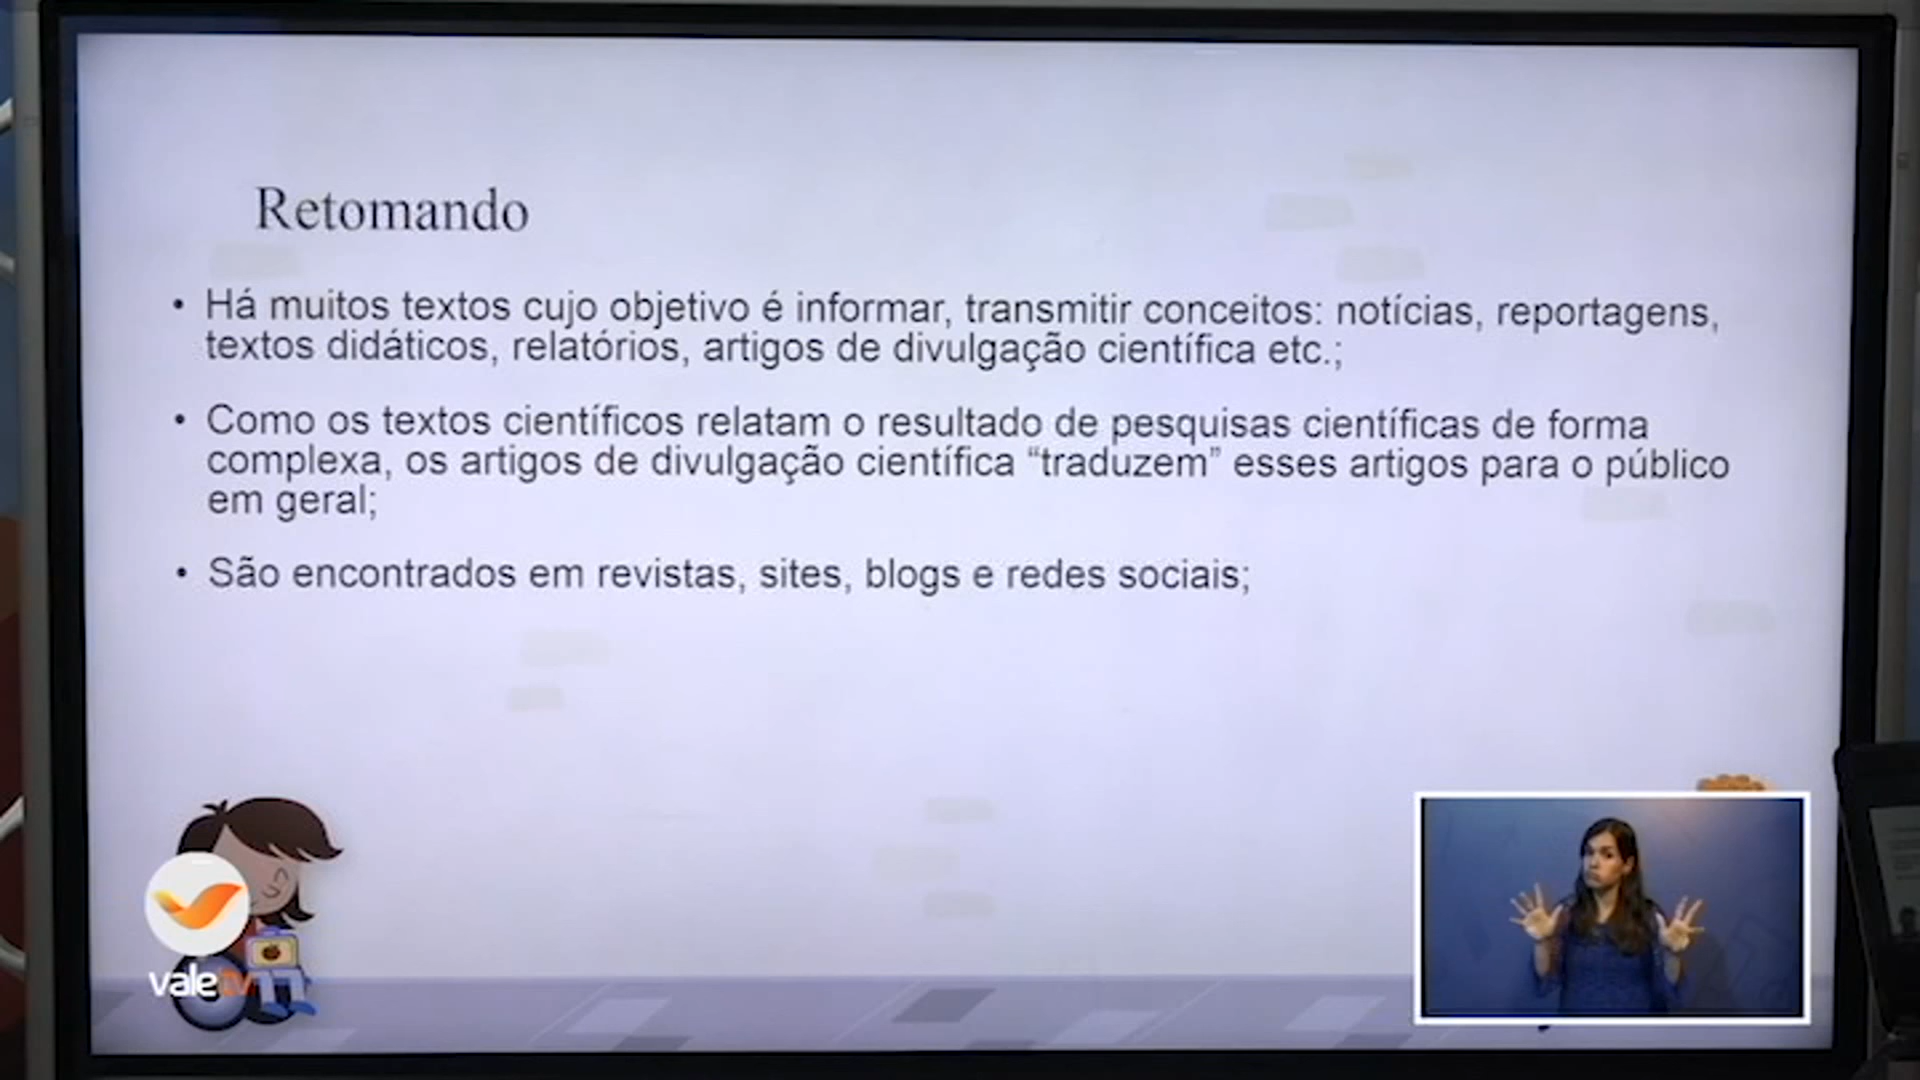 Retomando
• Há muitos textos cujo objetivo é informar, transmitir conceitos: notícias, reportagens,
textos didáticos, relatórios, artigos de divulgação científica etc.;
• Como os textos científicos relatam o resultado de pesquisas científicas de forma
complexa, os artigos de divulgação científica “traduzem” esses artigos para o público
em geral;
• São encontrados em revistas, sites, blogs e redes sociais;
valetv